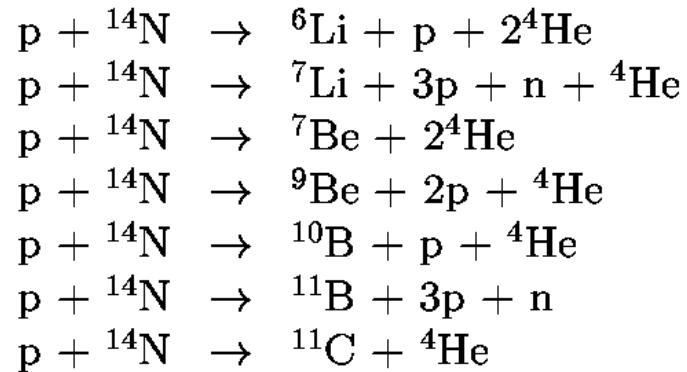 p + ¹⁴N → ⁶Li + p + 2⁴He
p + ¹⁴N → ⁷Li + 3p + n + ⁴He
p + ¹⁴N → ⁷Be + 2⁴He
p + ¹⁴N → ⁹Be + 2p + ⁴He
p + ¹⁴N → ¹⁰B + p + ⁴He
p + ¹⁴N → ¹¹B + 3p + n
p + ¹⁴N → ¹¹C + ⁴He